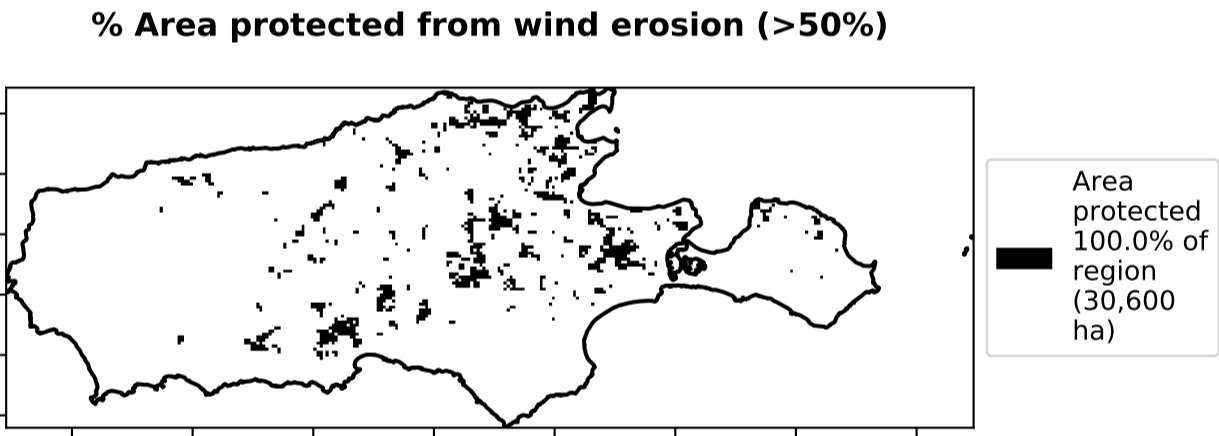 % Area protected from wind erosion (>50%)
Area
protected
100.0% of
region
(30,600
ha)